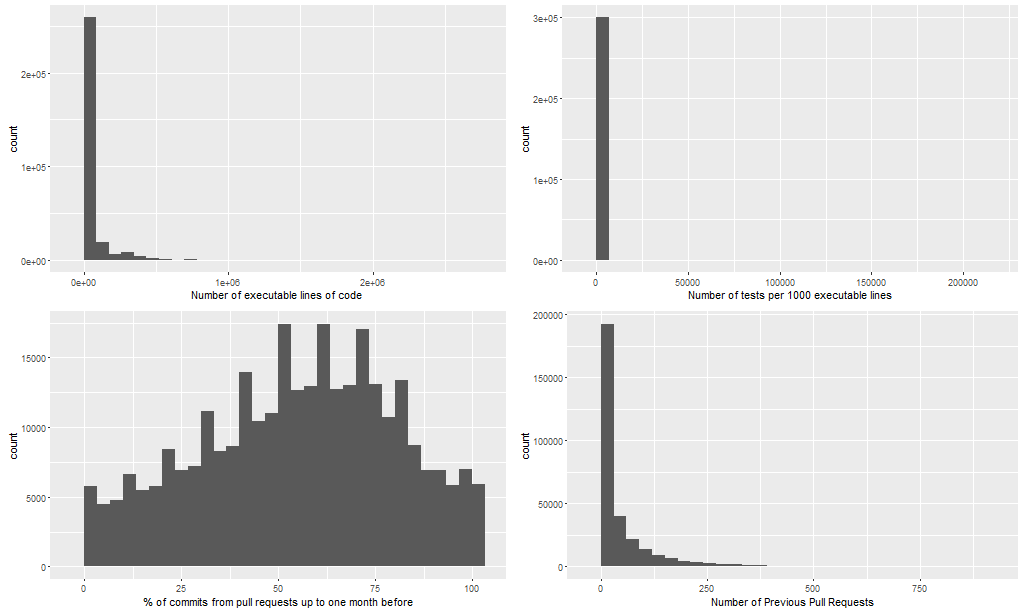 count
2e+05
1e+05
0e+00
0e+00
1e+06
2e+06
Number of executable lines of code
count
3e+05
2e+05
1e+05
0e+00
0
50000
100000
150000
200000
Number of tests per 1000 executable lines
count
15000
10000
5000
0
0
25
50
75
100
% of commits from pull requests up to one month before
count
200000
150000
100000
50000
0
0
250
500
750
Number of Previous Pull Requests